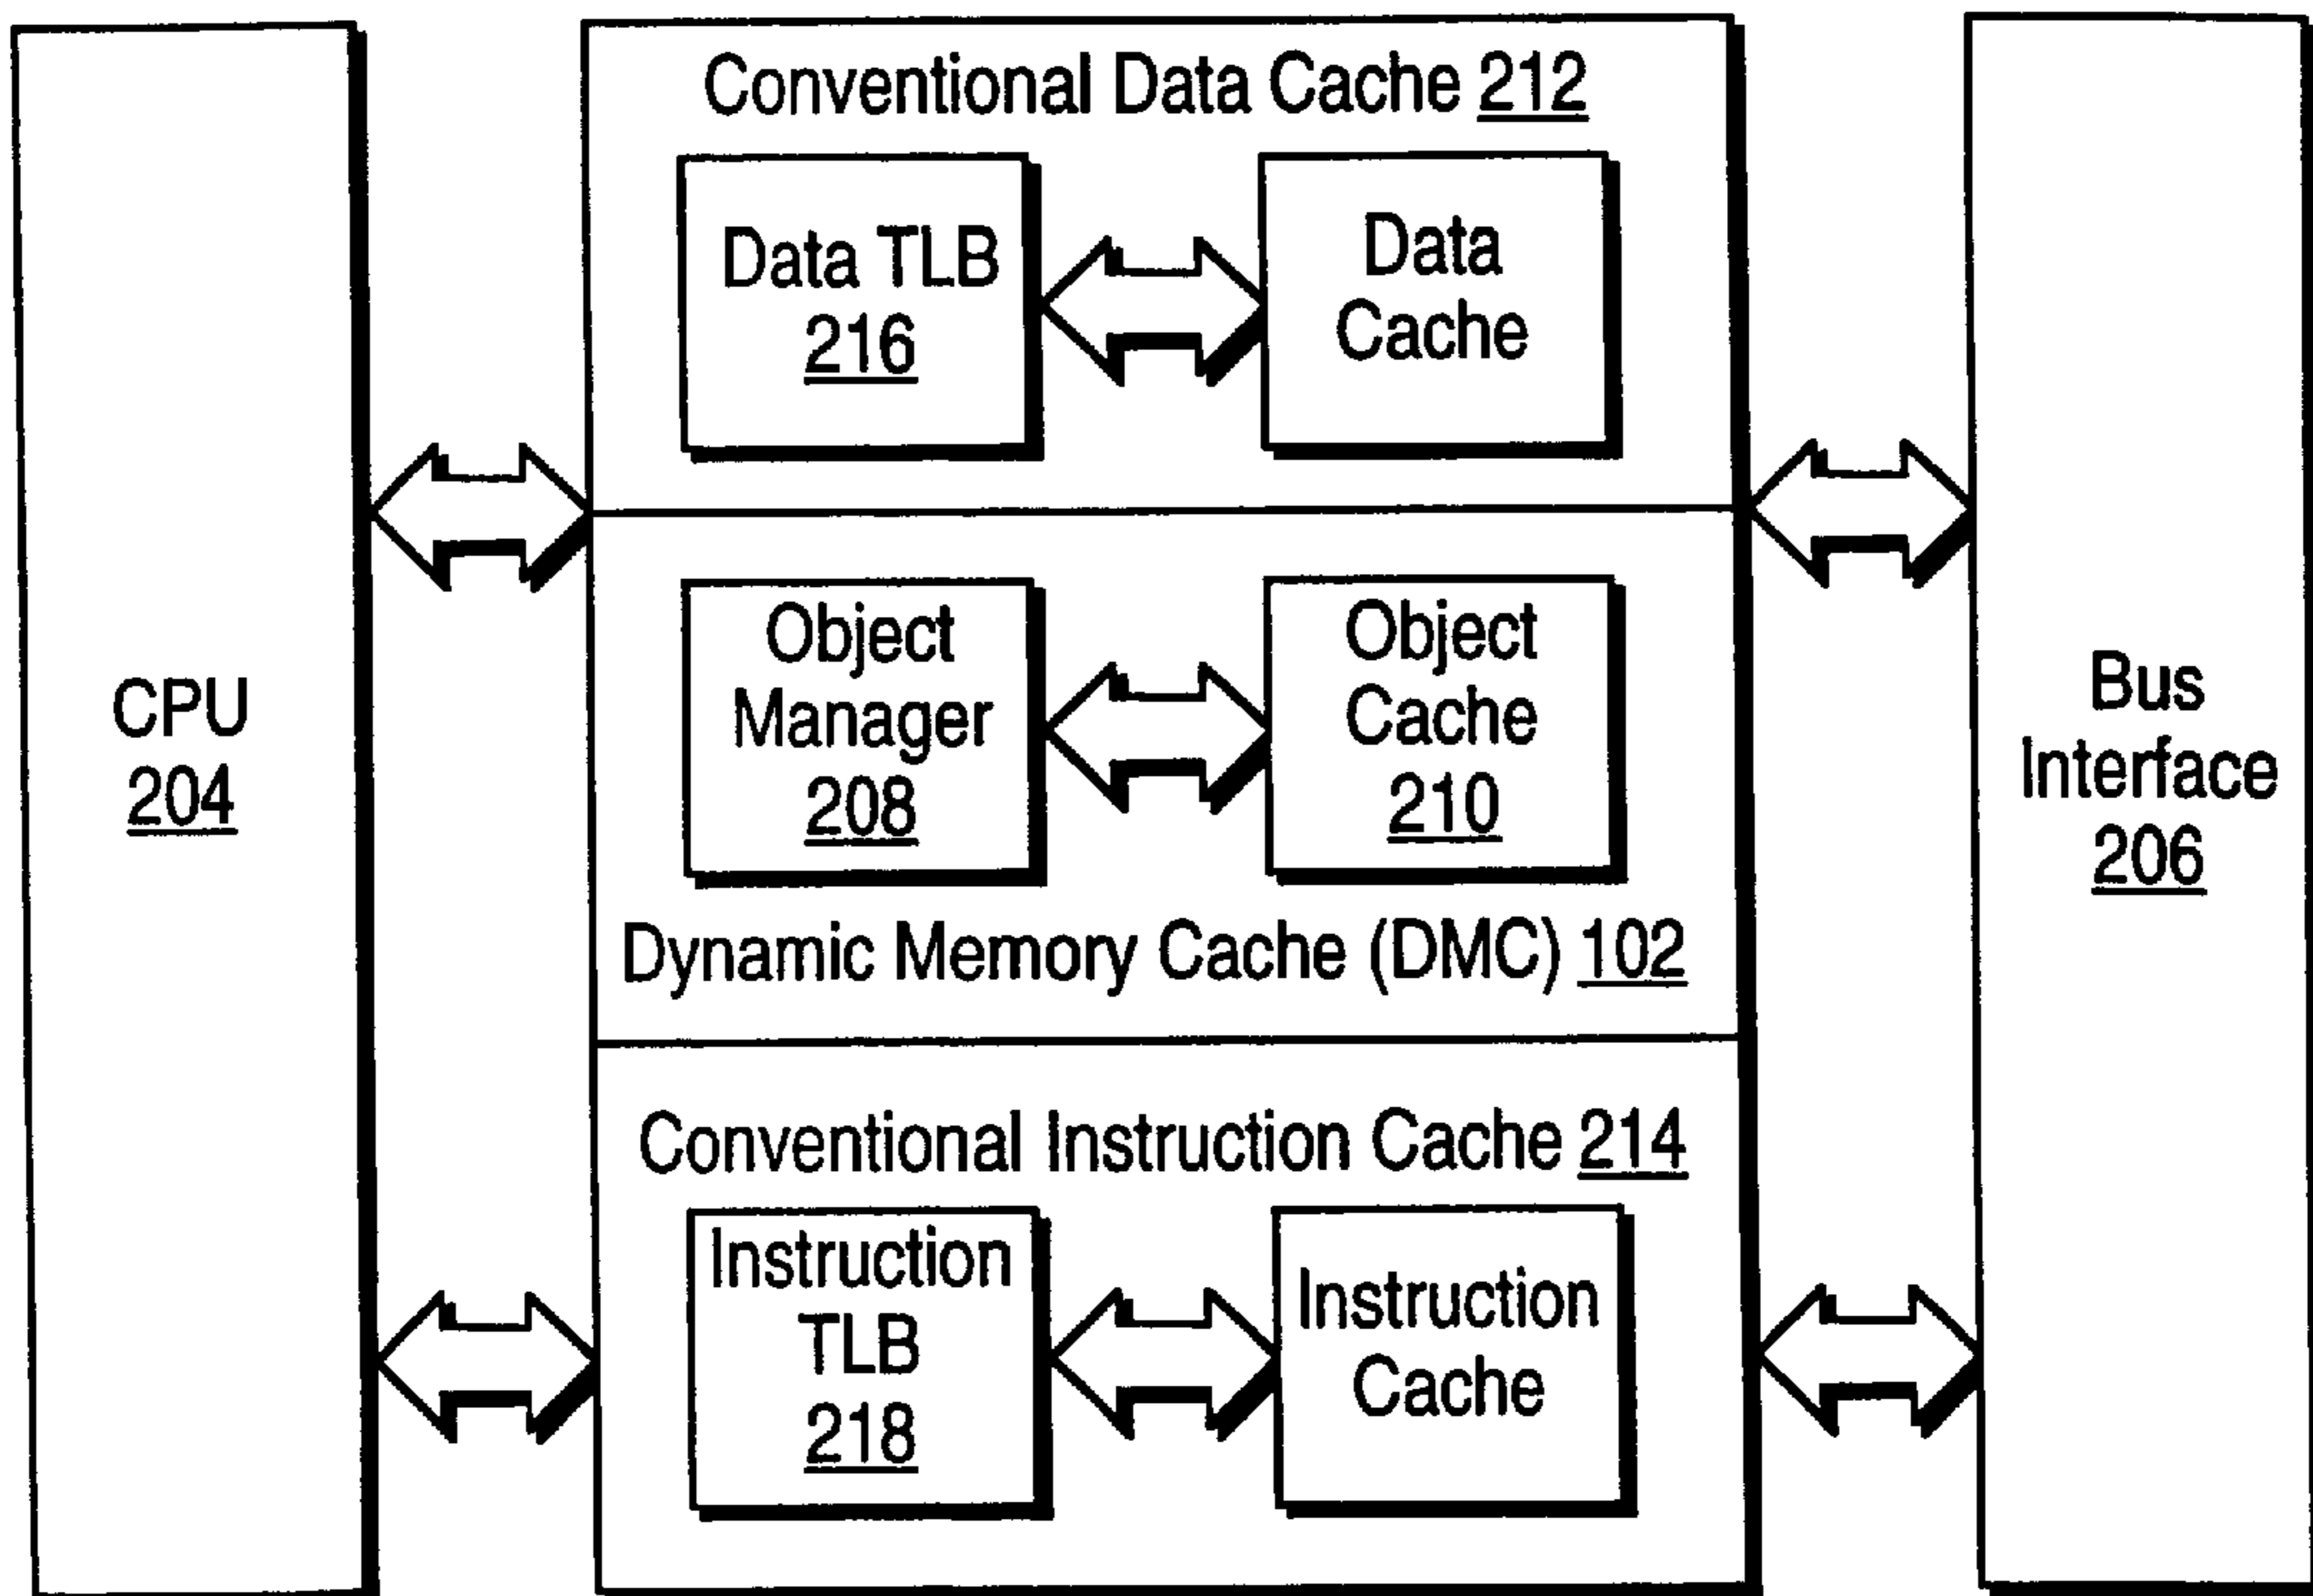 CPU
204
Conventional Data Cache 212
Data TLB
216
Data
Cache
Object
Manager
208
Object
Cache
210
Dynamic Memory Cache (DMC) 102
Conventional Instruction Cache 214
Instruction
TLB
218
Instruction
Cache
Bus
Interface
206